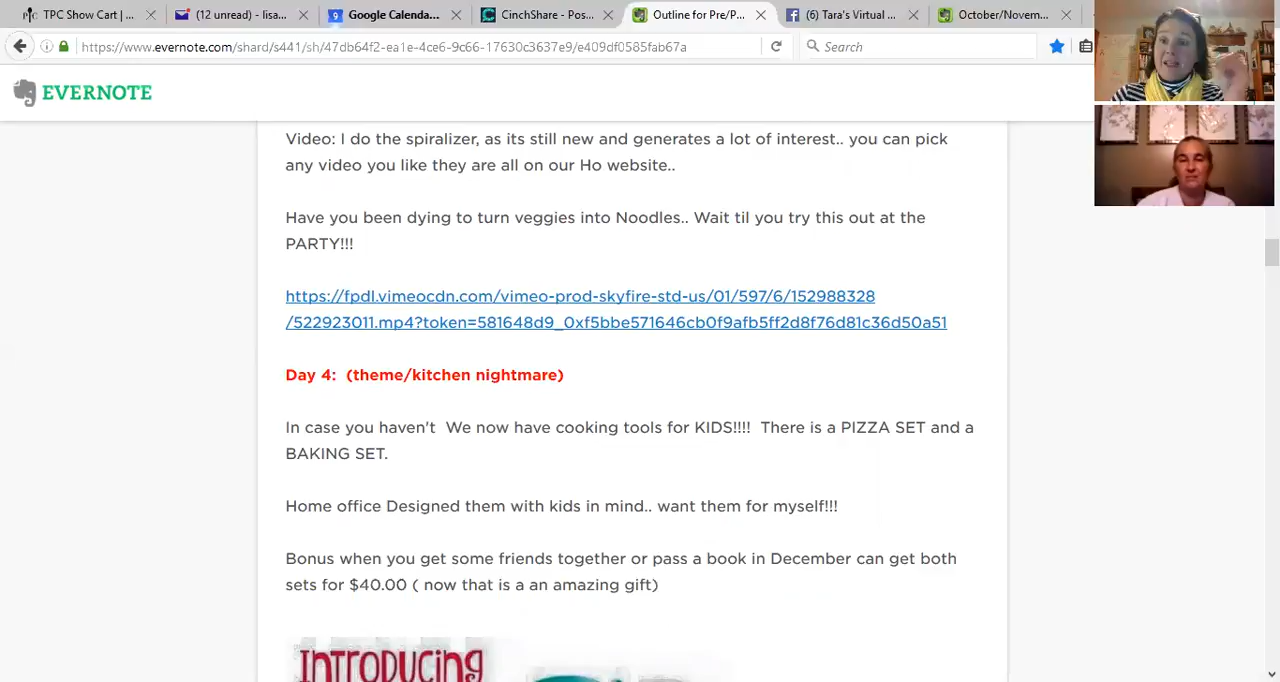 TPC Show Cart | ...
(12 unread) - lisa...
9 Google Calenda...
CinchShare - Pos...
Outline for Pre/P...
(6) Tara's Virtual ...
October/Novem...
https://www.evernote.com/shard/s441/sh/47db64f2-ea1e-4ce6-9c66-17630c3637e9/e409df0585fab67a
Search
EVERNOTE
Video: I do the spiralizer, as its still new and generates a lot of interest.. you can pick
any video you like they are all on our Ho website..
Have you been dying to turn veggies into Noodles.. Wait til you try this out at the
PARTY!!!
https://fpdl.vimeocdn.com/vimeo-prod-skyfire-std-us/01/597/6/152988328
/522923011.mp4?token=581648d9_0xf5bbe571646cb0f9afb5ff2d8f76d81c36d50a51
Day 4:  (theme/kitchen nightmare)
In case you haven't  We now have cooking tools for KIDS!!!!  There is a PIZZA SET and a
BAKING SET.
Home office Designed them with kids in mind.. want them for myself!!!
Bonus when you get some friends together or pass a book in December can get both
sets for $40.00 ( now that is a an amazing gift)
INTRODUCING